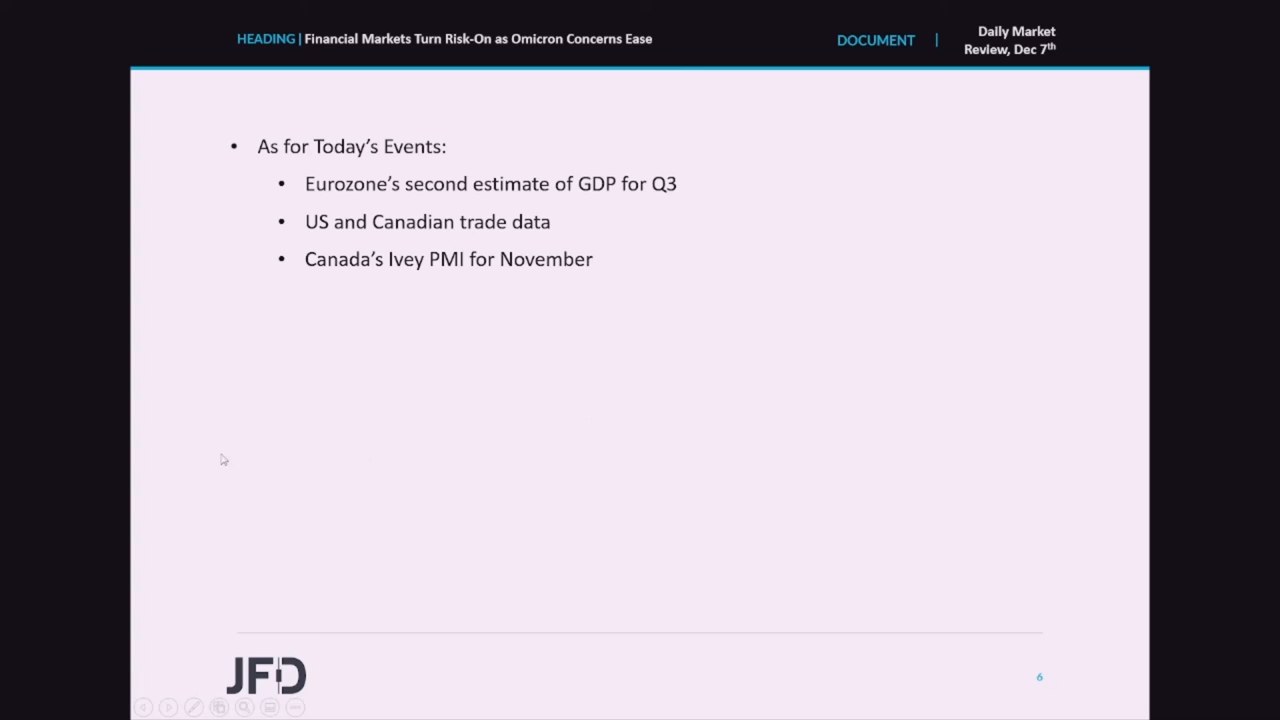 HEADING | Financial Markets Turn Risk-On as Omicron Concerns Ease
DOCUMENT |
Daily Market
Review, Dec 7th
• As for Today's Events:
• Eurozone's second estimate of GDP for Q3
• US and Canadian trade data
• Canada's Ivey PMI for November
JFD
6